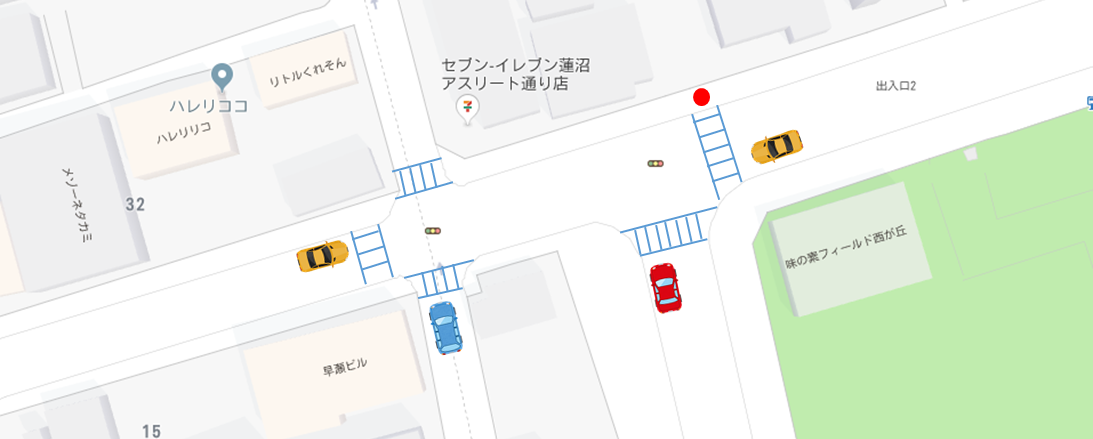 セブン-イレブン蓮沼
アスリート通り店
リトルくれそん
ハレリココ
ハレリリコ
出入口2
メゾーネタカミ
32
味の素フィールド西が丘
早瀬ビル
15